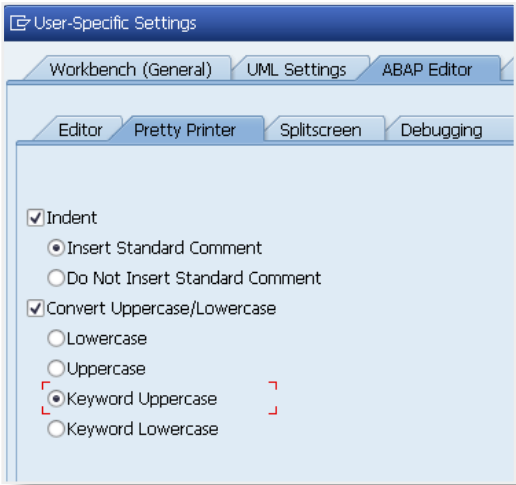 User-Specific Settings
Workbench (General) UML Settings ABAP Editor
Editor Pretty Printer Splitscreen Debugging
Indent
Insert Standard Comment
Do Not Insert Standard Comment
Convert Uppercase/Lowercase
Lowercase
Uppercase
Keyword Uppercase
Keyword Lowercase